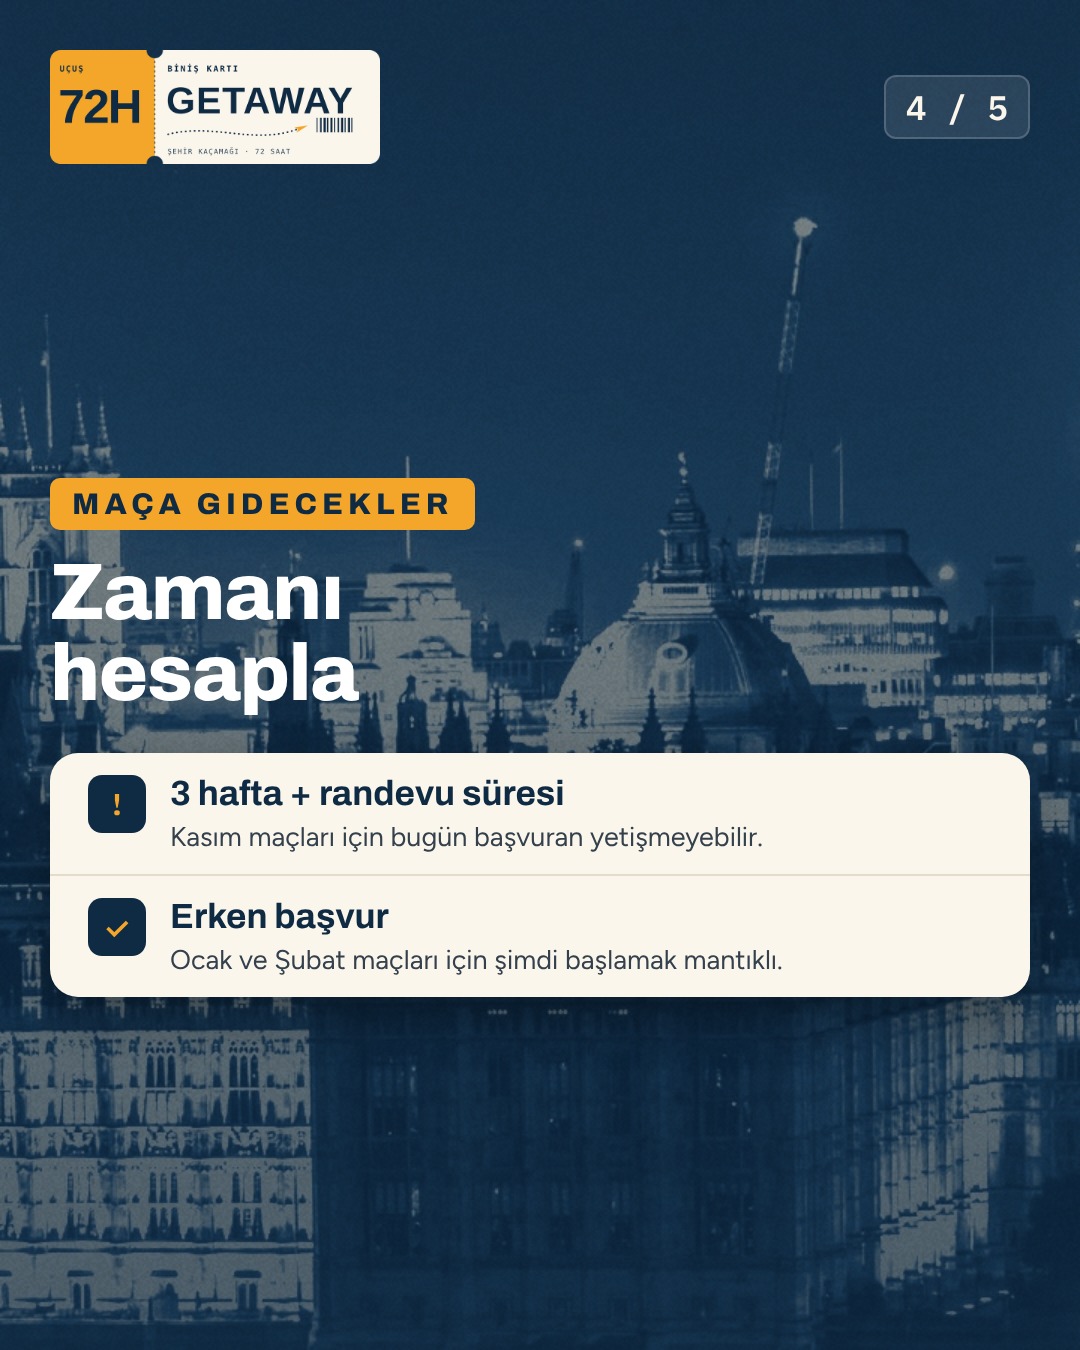 UÇUŞ
72H
BİNİŞ KARTI
GETAWAY
ŞEHİR KAÇAMAĞI · 72 SAAT
4 / 5
MAÇA GIDECEKLER
Zamanı
hesapla
!
3 hafta + randevu süresi
Kasım maçları için bugün başvuran yetişmeyebilir.
Erken başvur
Ocak ve Şubat maçları için şimdi başlamak mantıklı.